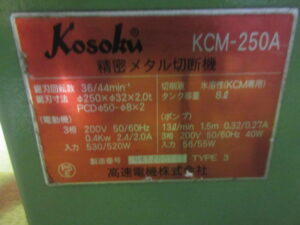 Kosoku KCM-250A
精密メタル切断機
鋸刃回転数 36/44min⁻¹ 切削液 水溶性(KCM専用)
鋸刃寸法 φ250×φ32×2.0t タンク容量 8ℓ
PCDφ50-φ8×2
(電動機) (ポンプ)
3相 200V 50/60Hz 13ℓ/min 1.5m 0.32/0.27A
0.4Kw 2.4/2.0A 3相 200V 50/60Hz 40W
入力 530/520W 入力 56/55W
製造番号 TYPE 3
高速電機株式会社